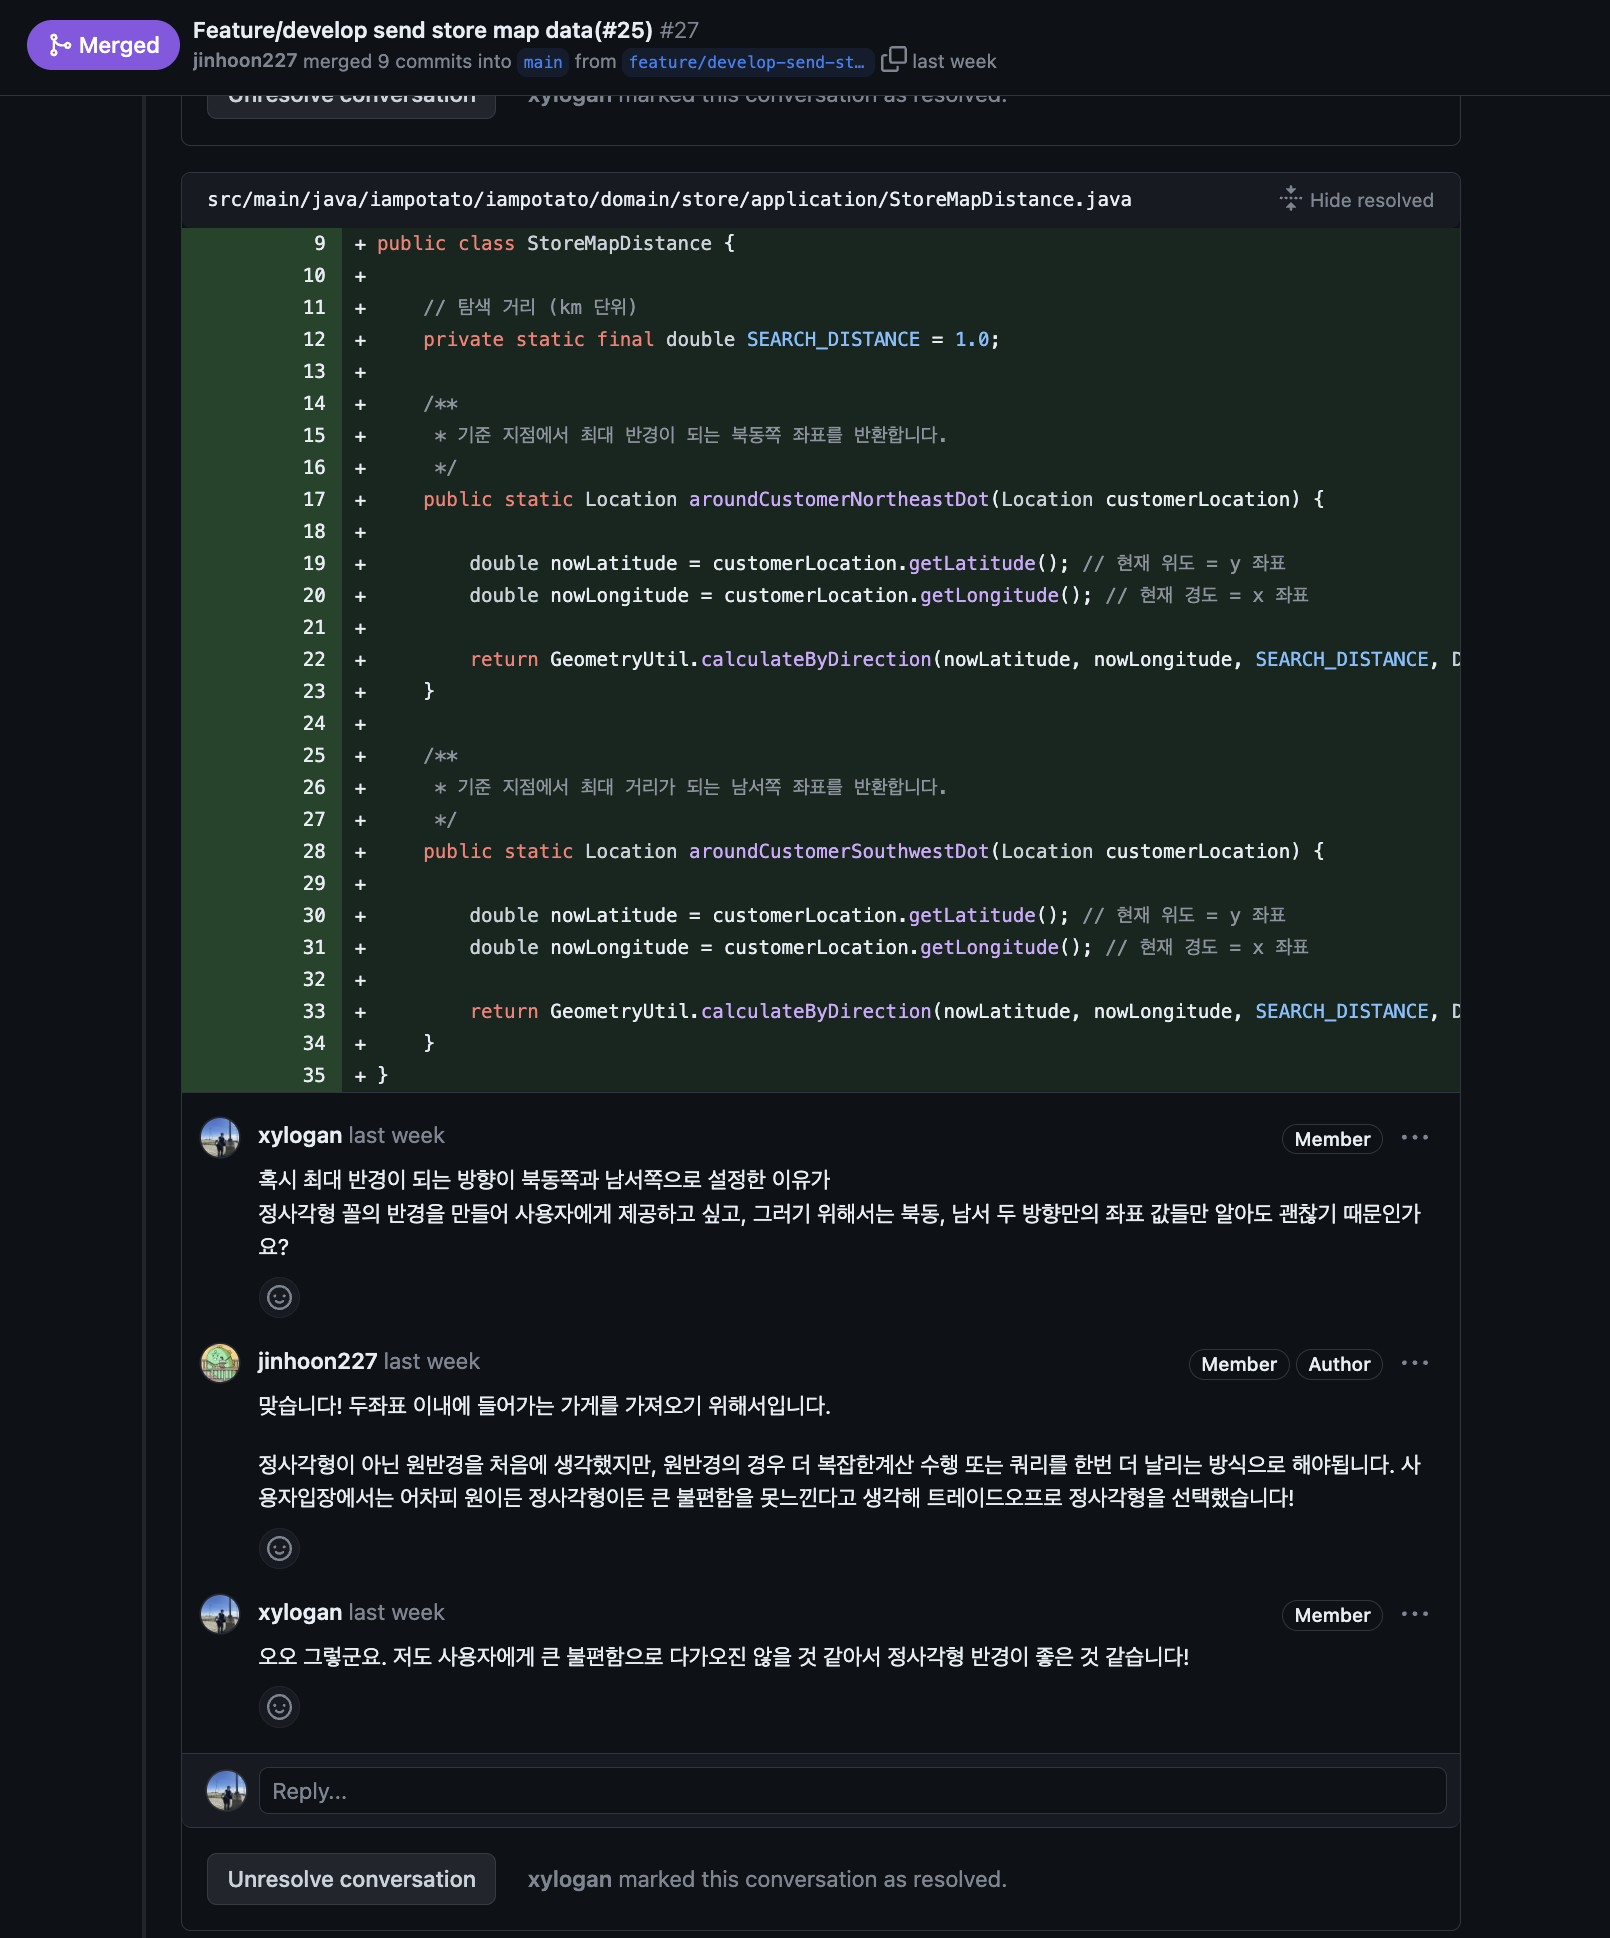 Merged
Feature/develop send store map data(#25) #27
jinhoon227 merged 9 commits into main from feature/develop-send-st... last week
Unresolve conversation xylogan marked this conversation as resolved.
src/main/java/iampotato/iampotato/domain/store/application/StoreMapDistance.java Hide resolved
9 + public class StoreMapDistance {
10 +
11 + // 탐색 거리 (km 단위)
12 + private static final double SEARCH_DISTANCE = 1.0;
13 +
14 + /**
15 + * 기준 지점에서 최대 반경이 되는 북동쪽 좌표를 반환합니다.
16 + */
17 + public static Location aroundCustomerNortheastDot(Location customerLocation) {
18 +
19 + double nowLatitude = customerLocation.getLatitude(); // 현재 위도 = y 좌표
20 + double nowLongitude = customerLocation.getLongitude(); // 현재 경도 = x 좌표
21 +
22 + return GeometryUtil.calculateByDirection(nowLatitude, nowLongitude, SEARCH_DISTANCE, D
23 + }
24 +
25 + /**
26 + * 기준 지점에서 최대 거리가 되는 남서쪽 좌표를 반환합니다.
27 + */
28 + public static Location aroundCustomerSouthwestDot(Location customerLocation) {
29 +
30 + double nowLatitude = customerLocation.getLatitude(); // 현재 위도 = y 좌표
31 + double nowLongitude = customerLocation.getLongitude(); // 현재 경도 = x 좌표
32 +
33 + return GeometryUtil.calculateByDirection(nowLatitude, nowLongitude, SEARCH_DISTANCE, D
34 + }
35 + }
xylogan last week Member ...
혹시 최대 반경이 되는 방향이 북동쪽과 남서쪽으로 설정한 이유가
정사각형 꼴의 반경을 만들어 사용자에게 제공하고 싶고, 그러기 위해서는 북동, 남서 두 방향만의 좌표 값들만 알아도 괜찮기 때문인가
요?
jinhoon227 last week Member Author ...
맞습니다! 두좌표 이내에 들어가는 가게를 가져오기 위해서입니다.
정사각형이 아닌 원반경을 처음에 생각했지만, 원반경의 경우 더 복잡한계산 수행 또는 쿼리를 한번 더 날리는 방식으로 해야됩니다. 사
용자입장에서는 어차피 원이든 정사각형이든 큰 불편함을 못느낀다고 생각해 트레이드오프로 정사각형을 선택했습니다!
xylogan last week Member ...
오오 그렇군요. 저도 사용자에게 큰 불편함으로 다가오진 않을 것 같아서 정사각형 반경이 좋은 것 같습니다!
Reply...
Unresolve conversation xylogan marked this conversation as resolved.